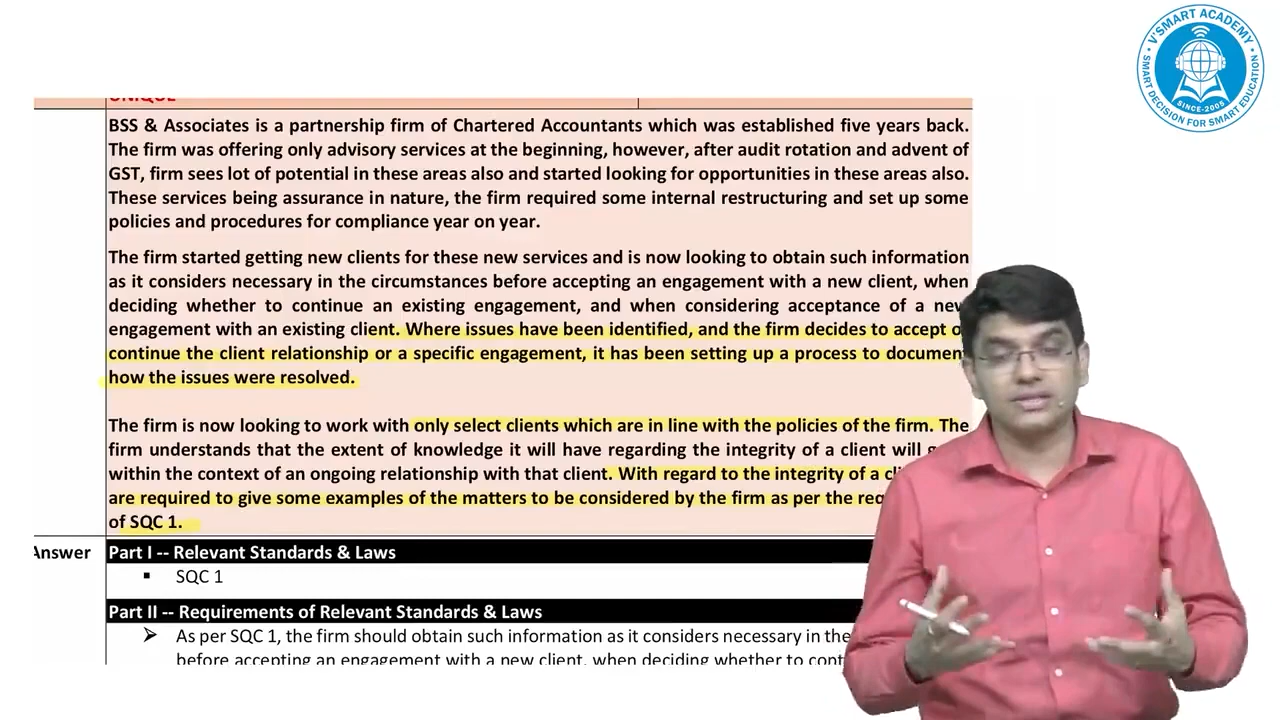 V'SMART ACADEMY
SMART DECISION FOR SMART EDUCATION
SINCE-2005
UNIQUE
BSS & Associates is a partnership firm of Chartered Accountants which was established five years back.
The firm was offering only advisory services at the beginning, however, after audit rotation and advent of
GST, firm sees lot of potential in these areas also and started looking for opportunities in these areas also.
These services being assurance in nature, the firm required some internal restructuring and set up some
policies and procedures for compliance year on year.
The firm started getting new clients for these new services and is now looking to obtain such information
as it considers necessary in the circumstances before accepting an engagement with a new client, when
deciding whether to continue an existing engagement, and when considering acceptance of a new
engagement with an existing client. Where issues have been identified, and the firm decides to accept
continue the client relationship or a specific engagement, it has been setting up a process to document
how the issues were resolved.
The firm is now looking to work with only select clients which are in line with the policies of the firm. The
firm understands that the extent of knowledge it will have regarding the integrity of a client will
within the context of an ongoing relationship with that client. With regard to the integrity of a
are required to give some examples of the matters to be considered by the firm as per the
of SQC 1.
Answer
Part I -- Relevant Standards & Laws
▪ SQC 1
Part II -- Requirements of Relevant Standards & Laws
➢ As per SQC 1, the firm should obtain such information as it considers necessary in the
before accepting an engagement with a new client, when deciding whether to